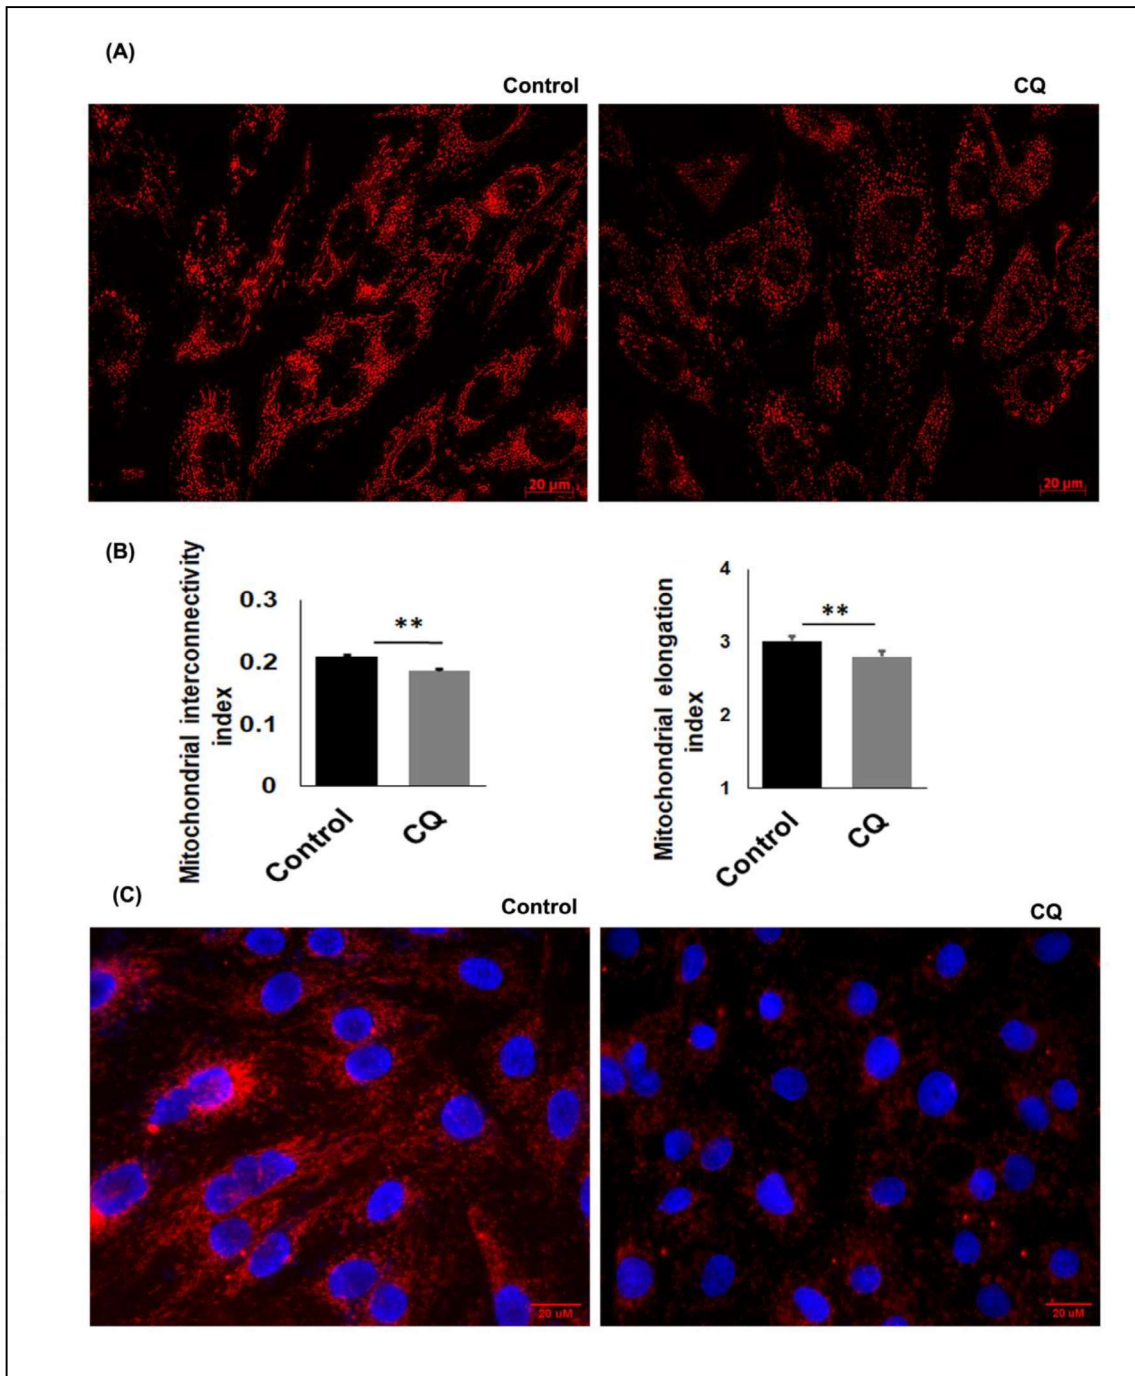 (A)
Control
CQ
20 µm
20 µm
(B)
Mitochondrial interconnectivity
index
0.3
0.2
0.1
0
**
Control
CQ
Mitochondrial elongation
index
4
3
2
1
**
Control
CQ
(C)
Control
CQ
20 uM
20 uM